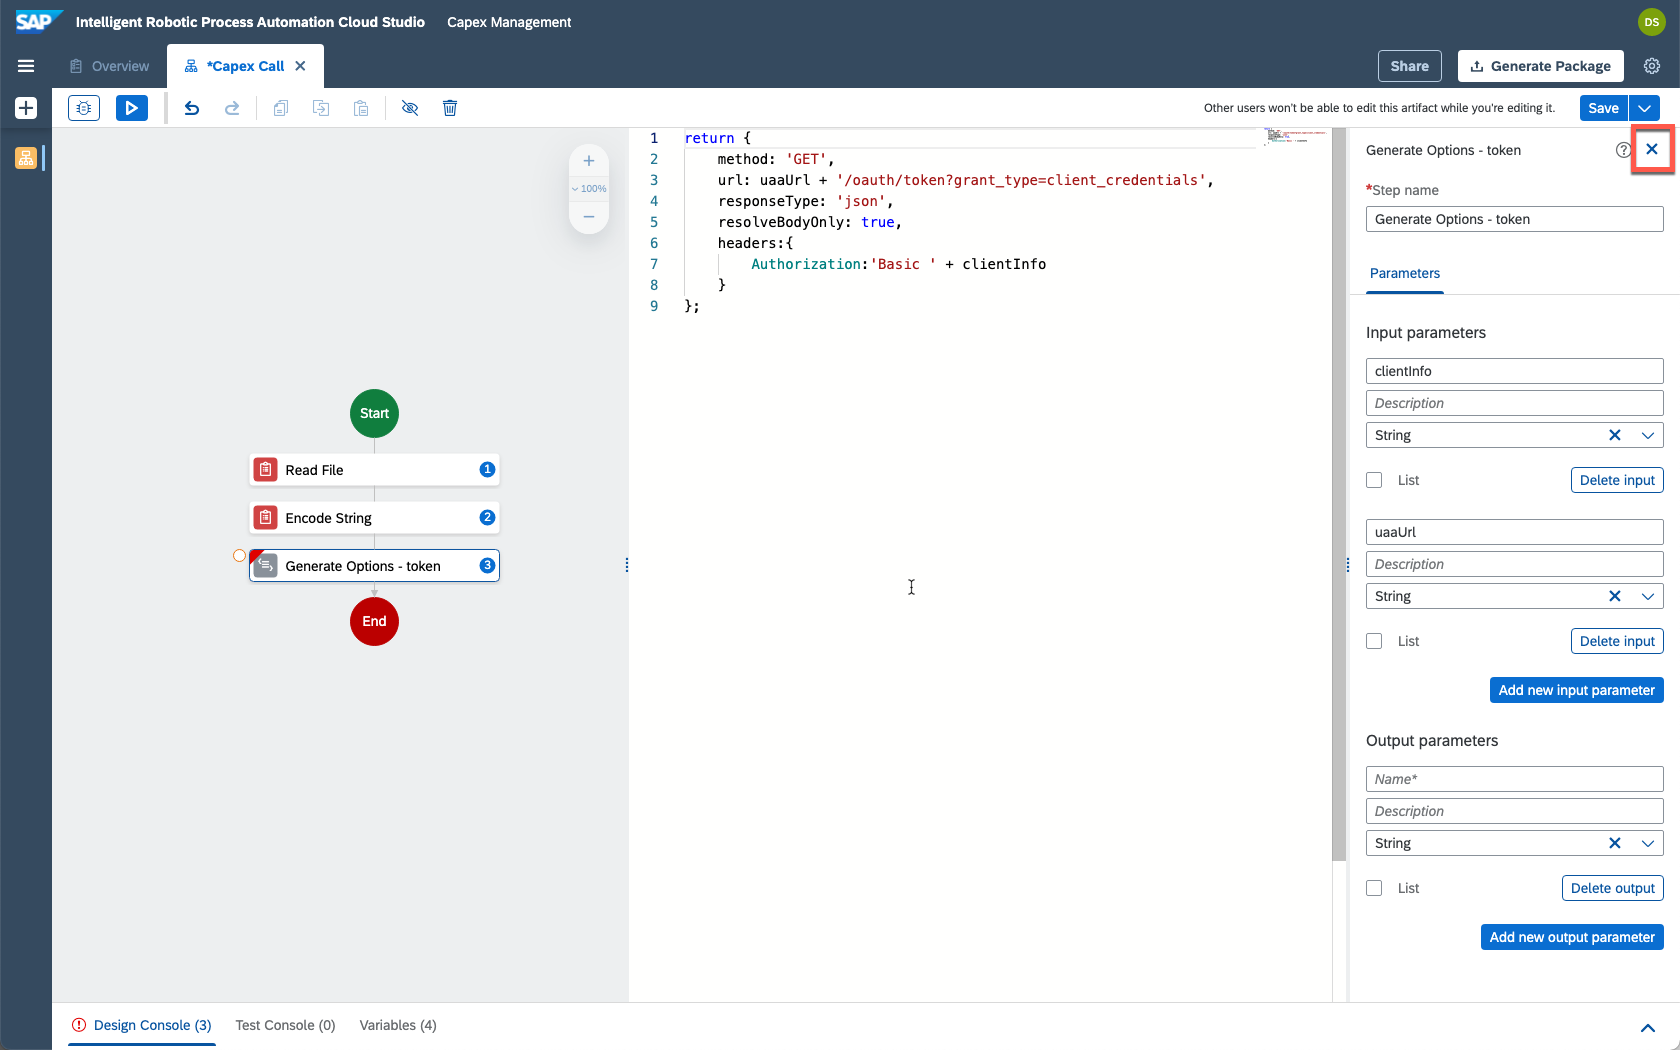 SAP Intelligent Robotic Process Automation Cloud Studio Capex Management DS
Overview *Capex Call Share Generate Package
Other users won't be able to edit this artifact while you're editing it. Save
100%
1 return {
2 method: 'GET',
3 url: uaaUrl + '/oauth/token?grant_type=client_credentials',
4 responseType: 'json',
5 resolveBodyOnly: true,
6 headers:{
7 Authorization:'Basic ' + clientInfo
8 }
9 };
Start
Read File 1
Encode String 2
Generate Options - token 3
End
Generate Options - token
*Step name
Generate Options - token
Parameters
Input parameters
clientInfo
Description
String
List Delete input
uaaUrl
Description
String
List Delete input
Add new input parameter
Output parameters
Name*
Description
String
List Delete output
Add new output parameter
Design Console (3) Test Console (0) Variables (4)